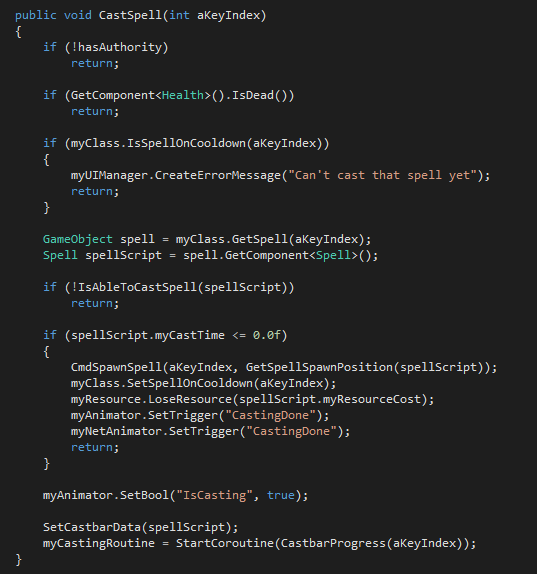 public void CastSpell(int aKeyIndex)
{
    if (!hasAuthority)
        return;

    if (GetComponent<Health>().IsDead())
        return;

    if (myClass.IsSpellOnCooldown(aKeyIndex))
    {
        myUIManager.CreateErrorMessage("Can't cast that spell yet");
        return;
    }

    GameObject spell = myClass.GetSpell(aKeyIndex);
    Spell spellScript = spell.GetComponent<Spell>();

    if (!IsAbleToCastSpell(spellScript))
        return;

    if (spellScript.myCastTime <= 0.0f)
    {
        CmdSpawnSpell(aKeyIndex, GetSpellSpawnPosition(spellScript));
        myClass.SetSpellOnCooldown(aKeyIndex);
        myResource.LoseResource(spellScript.myResourceCost);
        myAnimator.SetTrigger("CastingDone");
        myNetAnimator.SetTrigger("CastingDone");
        return;
    }

    myAnimator.SetBool("IsCasting", true);

    SetCastbarData(spellScript);
    myCastingRoutine = StartCoroutine(CastbarProgress(aKeyIndex));
}